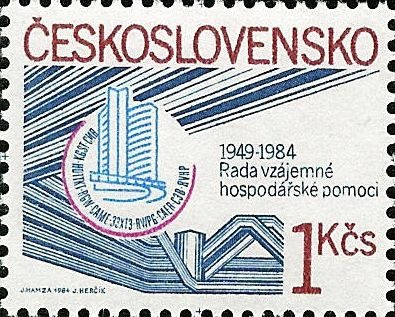 ČESKOSLOVENSKO
1949-1984
Rada vzájemné
hospodářské pomoci
1Kčs
J. HAMZA 1984 J. HERČÍK